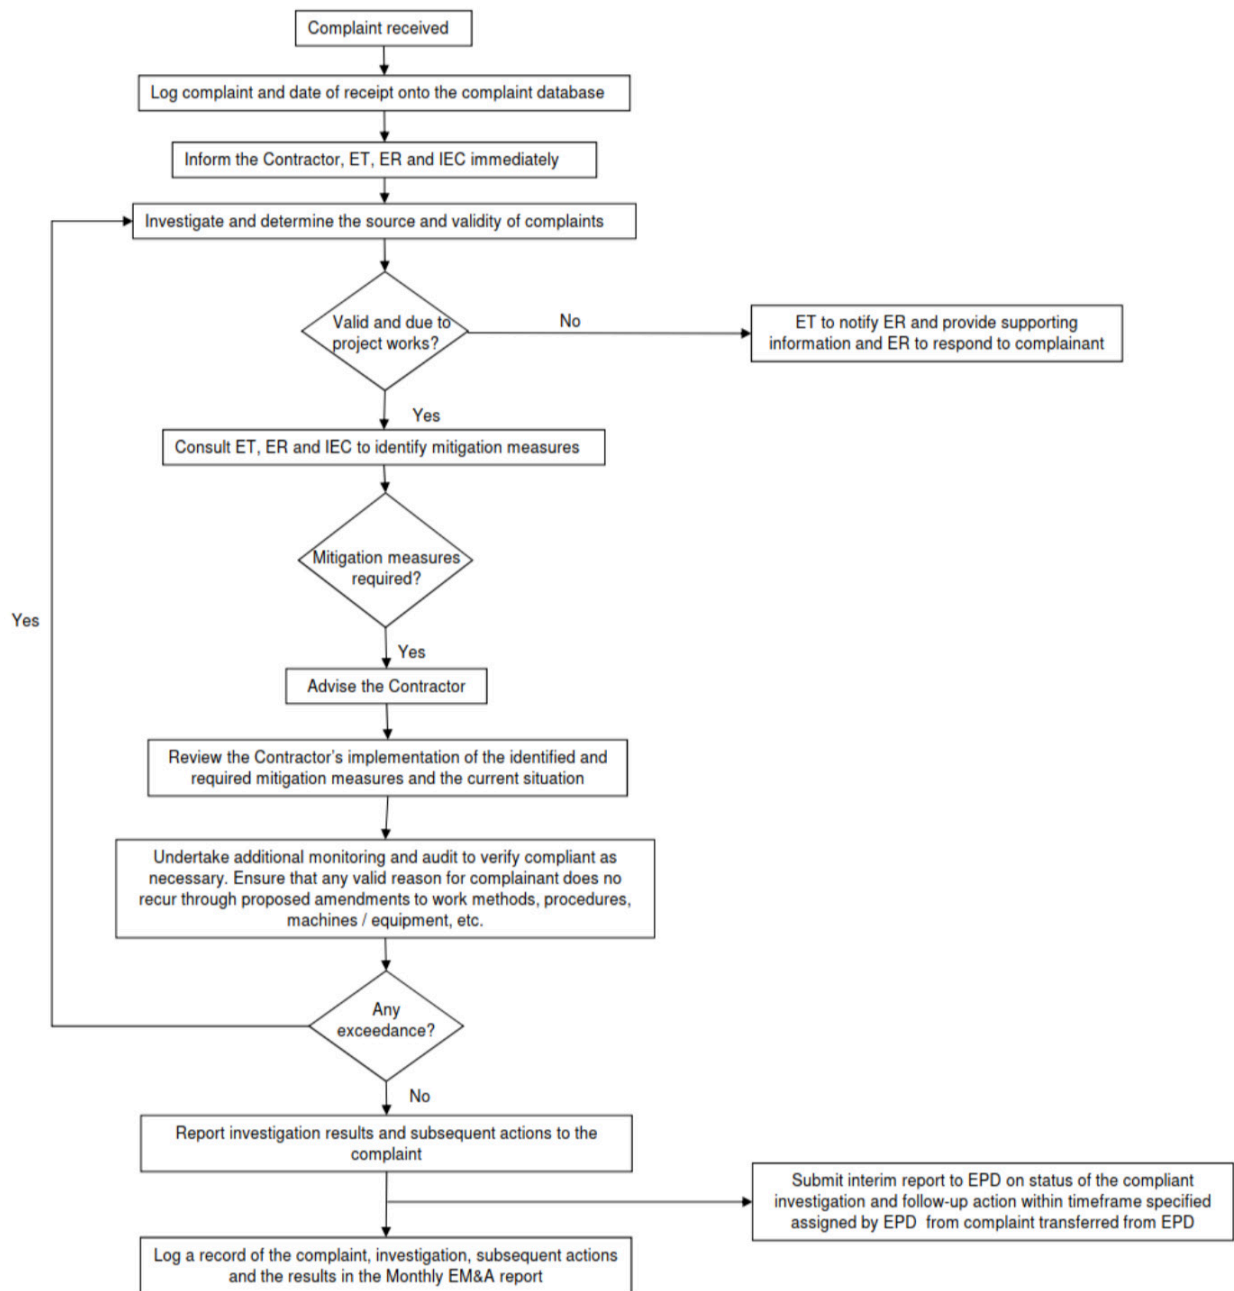 Complaint received
Log complaint and date of receipt onto the complaint database
Inform the Contractor, ET, ER and IEC immediately
Investigate and determine the source and validity of complaints
Valid and due to
project works?
No
ET to notify ER and provide supporting
information and ER to respond to complainant
Yes
Consult ET, ER and IEC to identify mitigation measures
Mitigation measures
required?
Yes
Yes
Advise the Contractor
Review the Contractor's implementation of the identified and
required mitigation measures and the current situation
Undertake additional monitoring and audit to verify compliant as
necessary. Ensure that any valid reason for complainant does no
recur through proposed amendments to work methods, procedures,
machines / equipment, etc.
Any
exceedance?
No
Report investigation results and subsequent actions to the
complaint
Submit interim report to EPD on status of the compliant
investigation and follow-up action within timeframe specified
assigned by EPD from complaint transferred from EPD
Log a record of the complaint, investigation, subsequent actions
and the results in the Monthly EM&A report